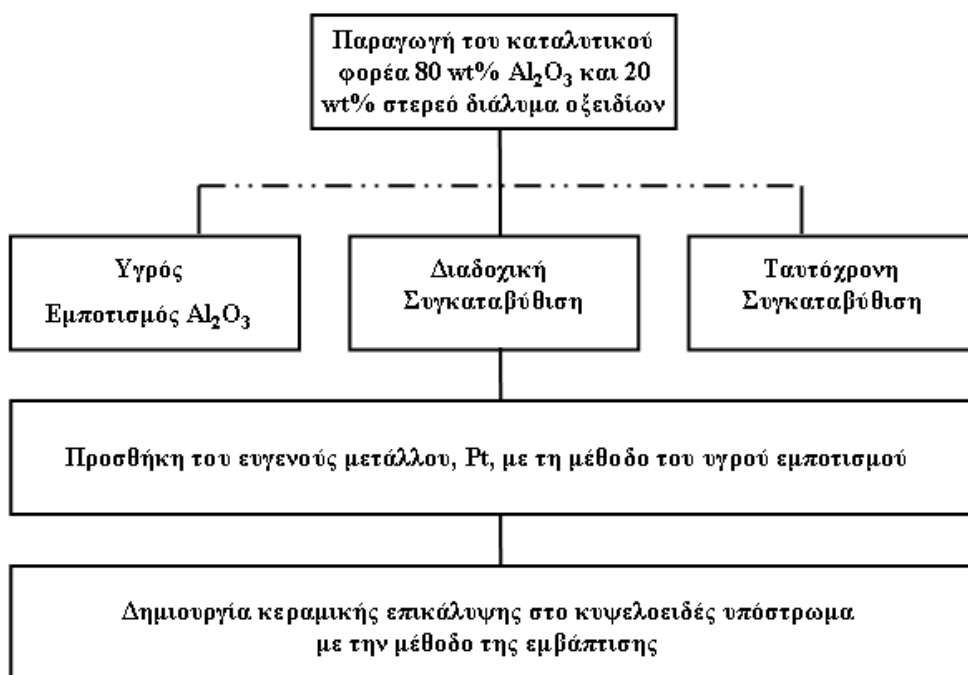 Παραγωγή του καταλυτικού
φορέα 80 wt% Al₂O₃ και 20
wt% στερεό διάλυμα οξειδίων
Υγρός
Εμποτισμός Al₂O₃
Διαδοχική
Συγκαταβύθιση
Ταυτόχρονη
Συγκαταβύθιση
Προσθήκη του ευγενούς μετάλλου, Pt, με τη μέθοδο του υγρού εμποτισμού
Δημιουργία κεραμικής επικάλυψης στο κυψελοειδές υπόστρωμα
με την μέθοδο της εμβάπτισης